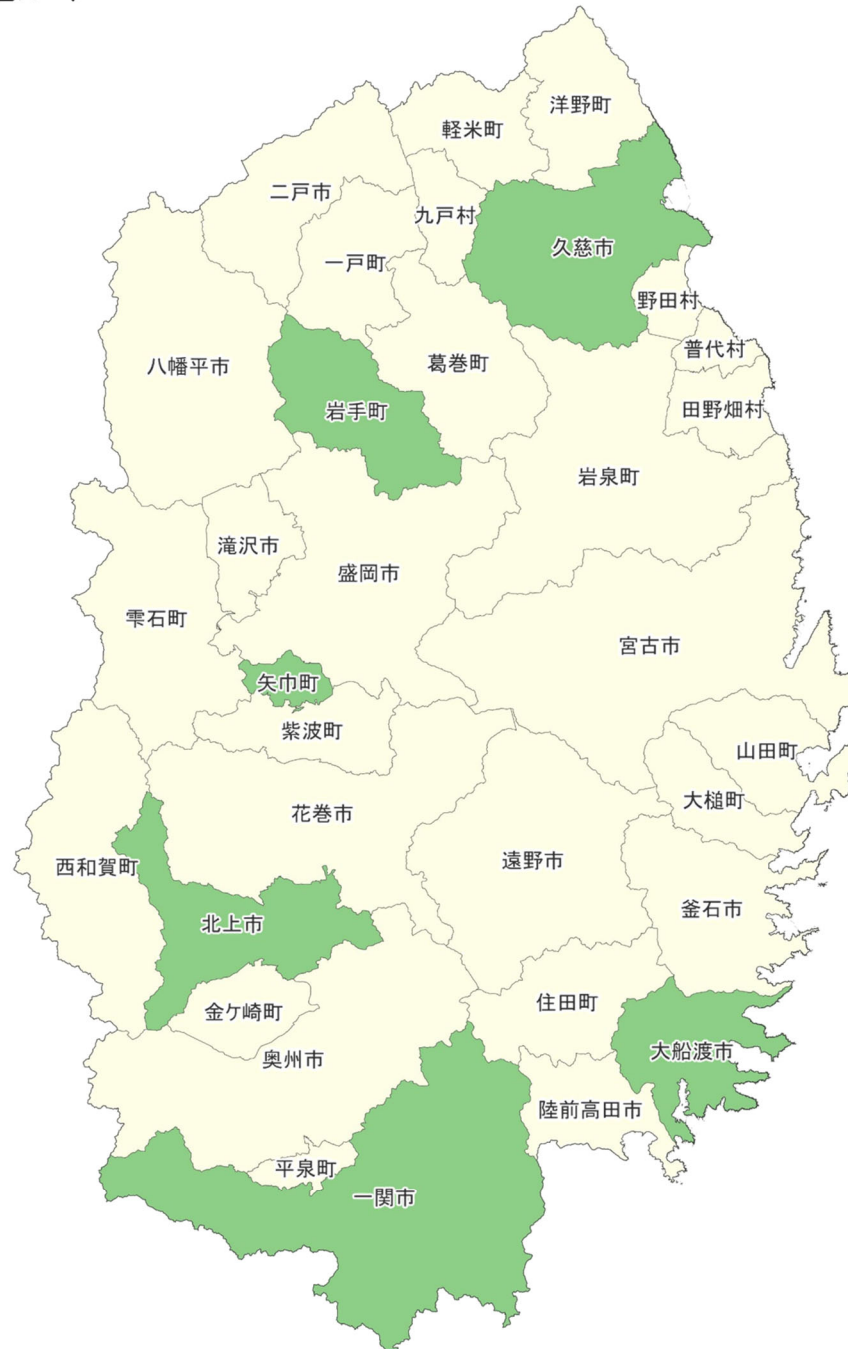 洋野町
軽米町
二戸市
九戸村
久慈市
一戸町
野田村
普代村
葛巻町
八幡平市
岩手町
田野畑村
岩泉町
滝沢市
盛岡市
雫石町
宮古市
矢巾町
紫波町
山田町
大槌町
花巻市
遠野市
西和賀町
釜石市
北上市
住田町
金ケ崎町
大船渡市
奥州市
陸前高田市
平泉町
一関市